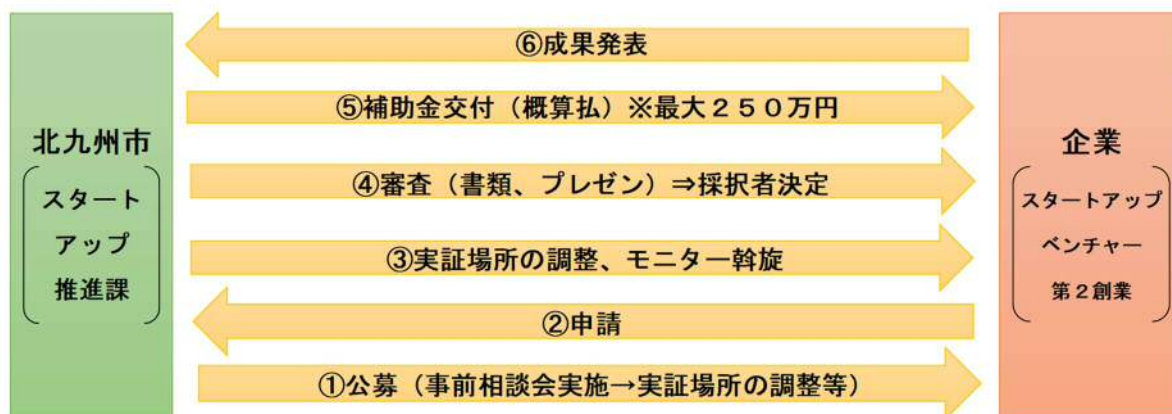 北九州市
スタート
アップ
推進課
⑥成果発表
⑤補助金交付（概算払）※最大２５０万円
④審査（書類、プレゼン）⇒採択者決定
③実証場所の調整、モニター斡旋
②申請
①公募（事前相談会実施→実証場所の調整等）
企業
スタートアップ
ベンチャー
第２創業